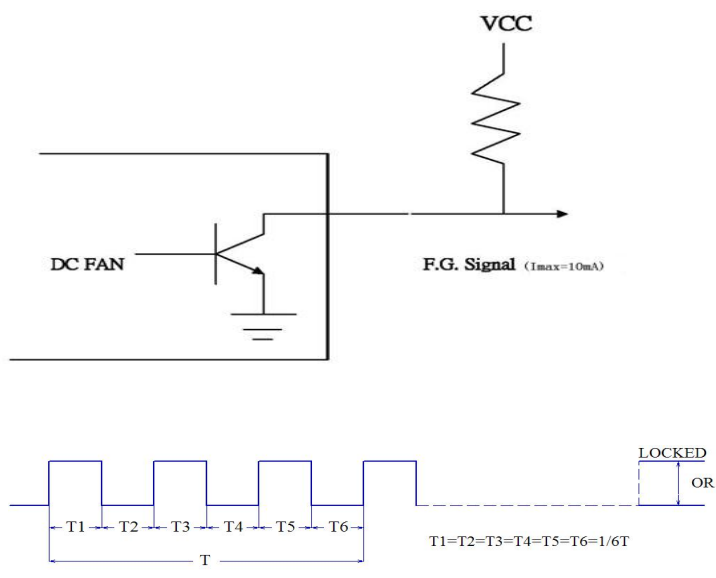 VCC
DC FAN
F.G. Signal (Imax=10mA)
LOCKED
OR
T1 T2 T3 T4 T5 T6
T1=T2=T3=T4=T5=T6=1/6T
T